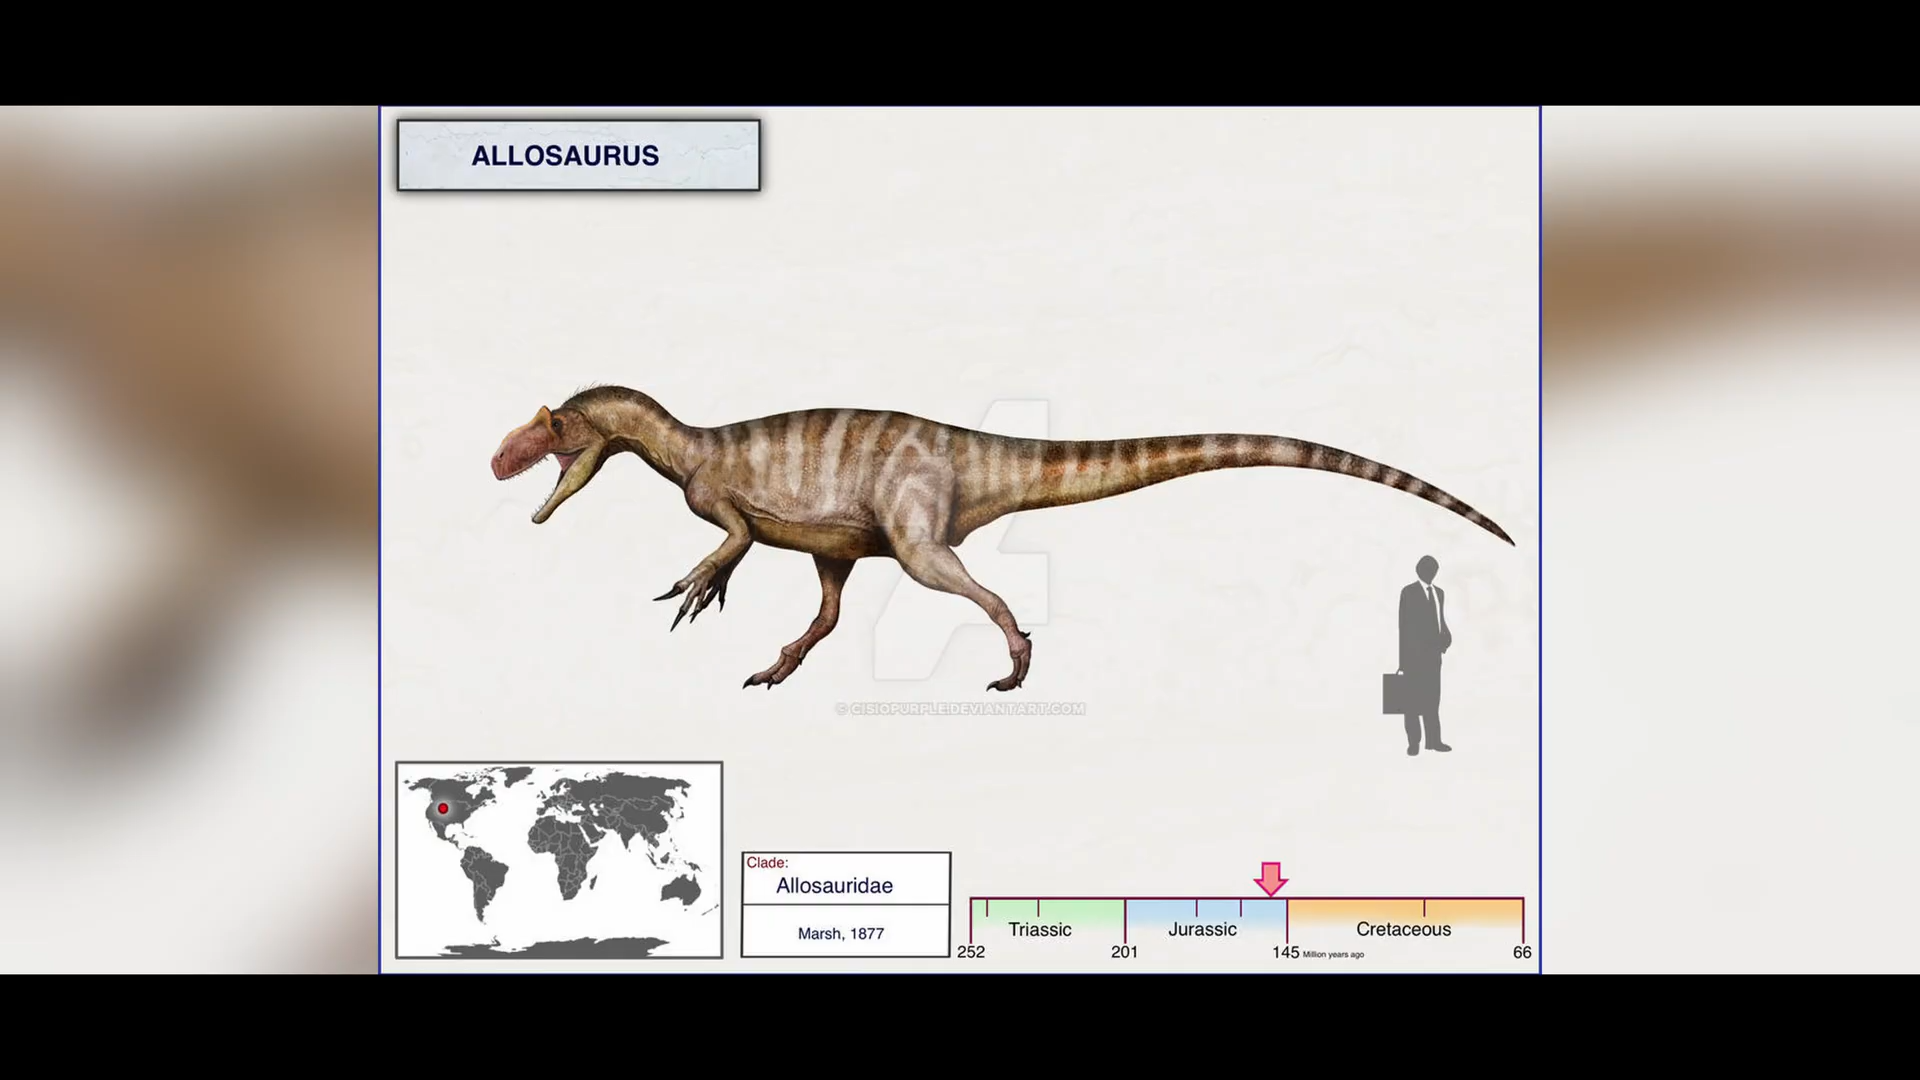 ALLOSAURUS
© CISIOPURPLE.DEVIANTART.COM
Clade:
Allosauridae
Marsh, 1877
Triassic Jurassic Cretaceous
252 201 145 Million years ago 66